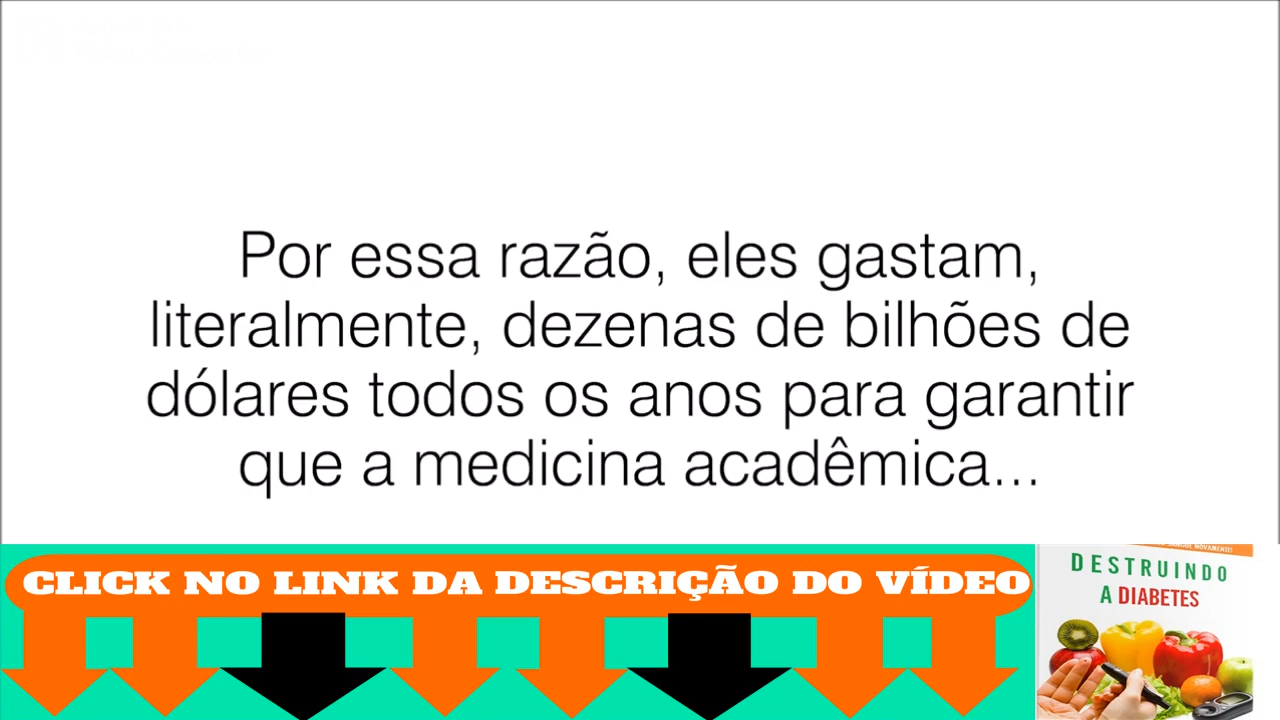 Por essa razão, eles gastam,
literalmente, dezenas de bilhões de
dólares todos os anos para garantir
que a medicina acadêmica...
CLICK NO LINK DA DESCRIÇÃO DO VÍDEO
NOVAMENTE!
DESTRUINDO
A DIABETES